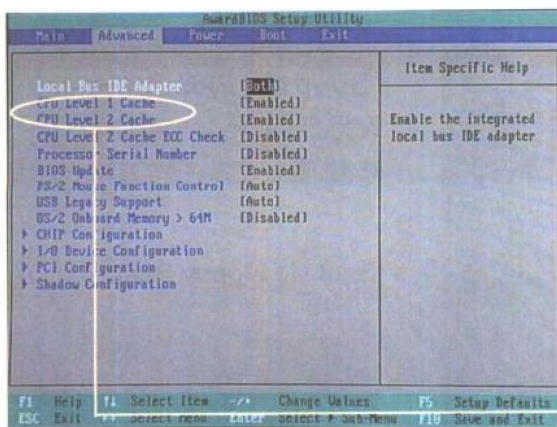 AwardBIOS Setup Utility
Main Advanced Power Boot Exit
Item Specific Help
Local Bus IDE Adapter [Both]
CPU Level 1 Cache [Enabled]
CPU Level 2 Cache [Enabled]
CPU Level 2 Cache ECC Check [Disabled]
Processor Serial Number [Disabled]
BIOS Update [Enabled]
PS/2 Mouse Function Control [Auto]
USB Legacy Support [Auto]
OS/2 Onboard Memory > 64M [Disabled]
CHIP Configuration
I/O Device Configuration
PCI Configuration
Shadow Configuration
Enable the integrated
local bus IDE adapter
F1 Help ↑↓ Select Item -/+ Change Values F5 Setup Defaults
ESC Exit Select Menu Enter Select ▶ Sub-Menu F10 Save and Exit